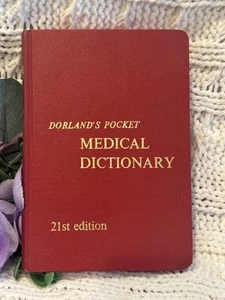 DORLAND'S POCKET
MEDICAL
DICTIONARY
21st edition